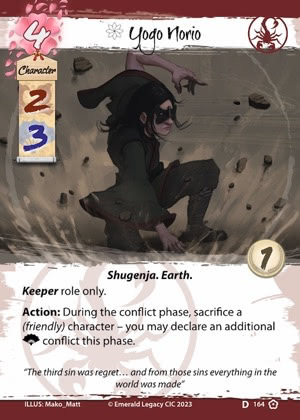 4
Yogo Norio
Character
2
3
1
Shugenja. Earth.
Keeper role only.
Action: During the conflict phase, sacrifice a
(friendly) character – you may declare an additional
conflict this phase.
"The third sin was regret... and from those sins everything in the
world was made"
ILLUS: Mako_Matt
© Emerald Legacy CIC 2023
D 164